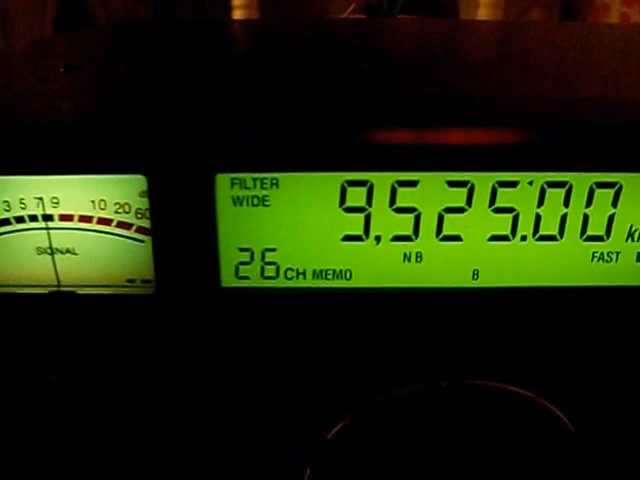 3 5 7 9 10 20 60
SIGNAL
FILTER
WIDE
9,525.00
NB
FAST
26 CH MEMO
B